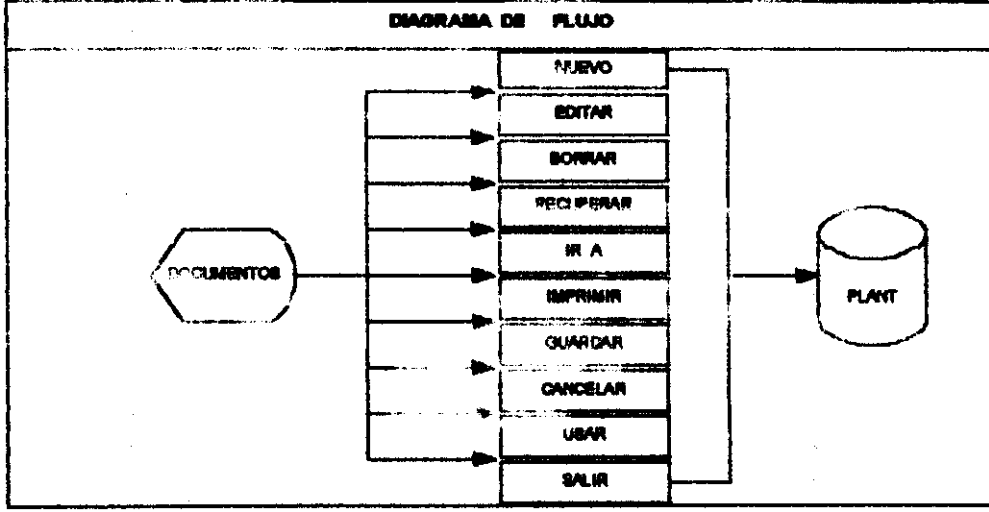 DIAGRAMA DE FLUJO
NUEVO
EDITAR
BORRAR
RECUPERAR
IR A
DOCUMENTOS
IMPRIMIR
PLANT
GUARDAR
CANCELAR
USAR
SALIR